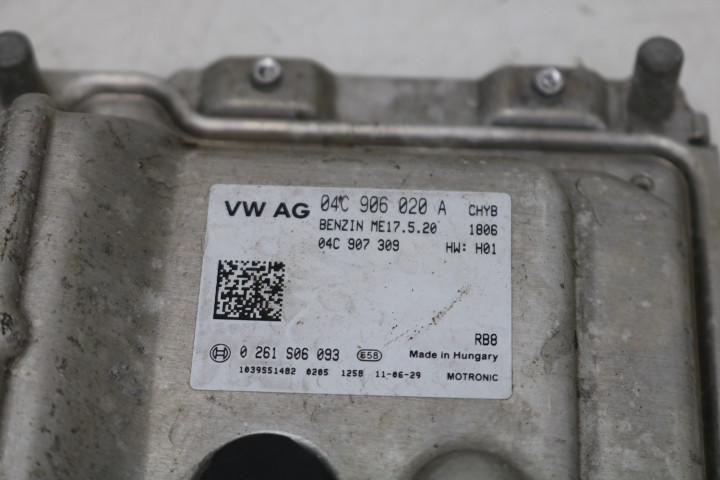 VW AG 04C 906 020 A CHYB
BENZIN ME17.5.20 1806
04C 907 309 HW: H01
RB8
0 261 S06 093 658 Made in Hungary
1039S51482 0205 1258 11-06-29 MOTRONIC